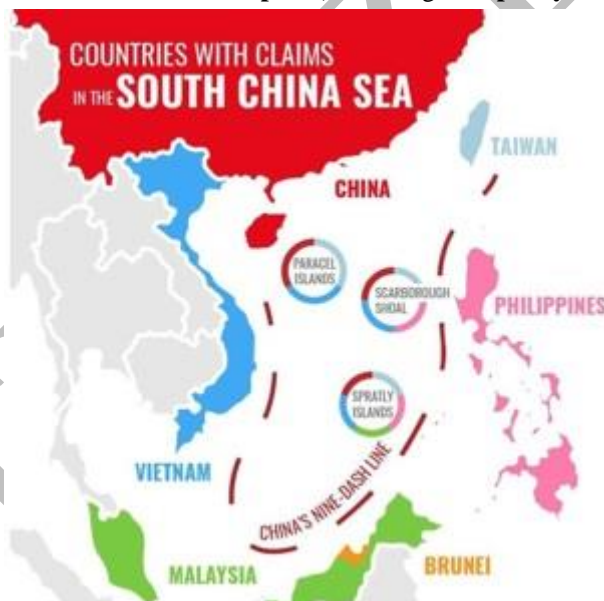 COUNTRIES WITH CLAIMS
IN THE SOUTH CHINA SEA
TAIWAN
CHINA
PARACEL
ISLANDS
SCARBOROUGH
SHOAL
PHILIPPINES
SPRATLY
ISLANDS
VIETNAM
CHINA'S NINE-DASH LINE
MALAYSIA
BRUNEI